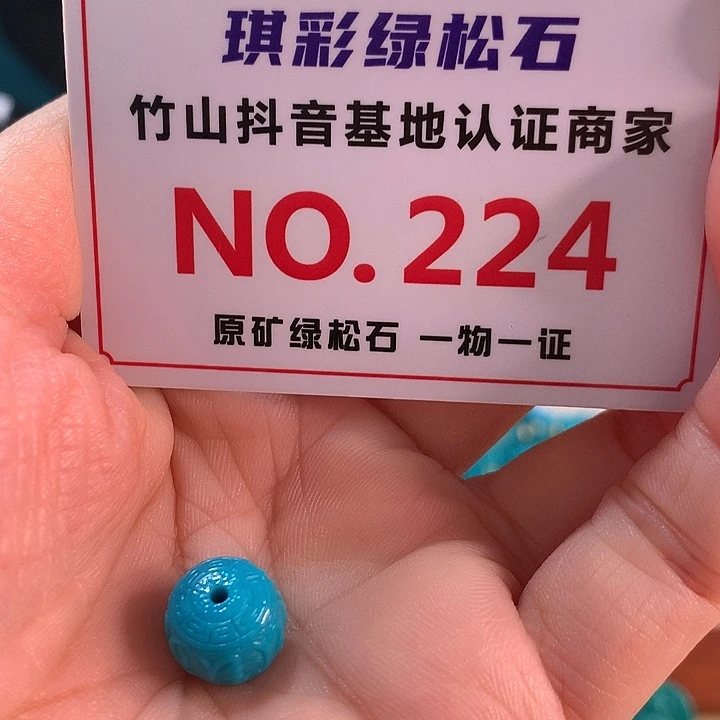 琪彩绿松石
竹山抖音基地认证商家
NO.224
原矿绿松石 一物一证